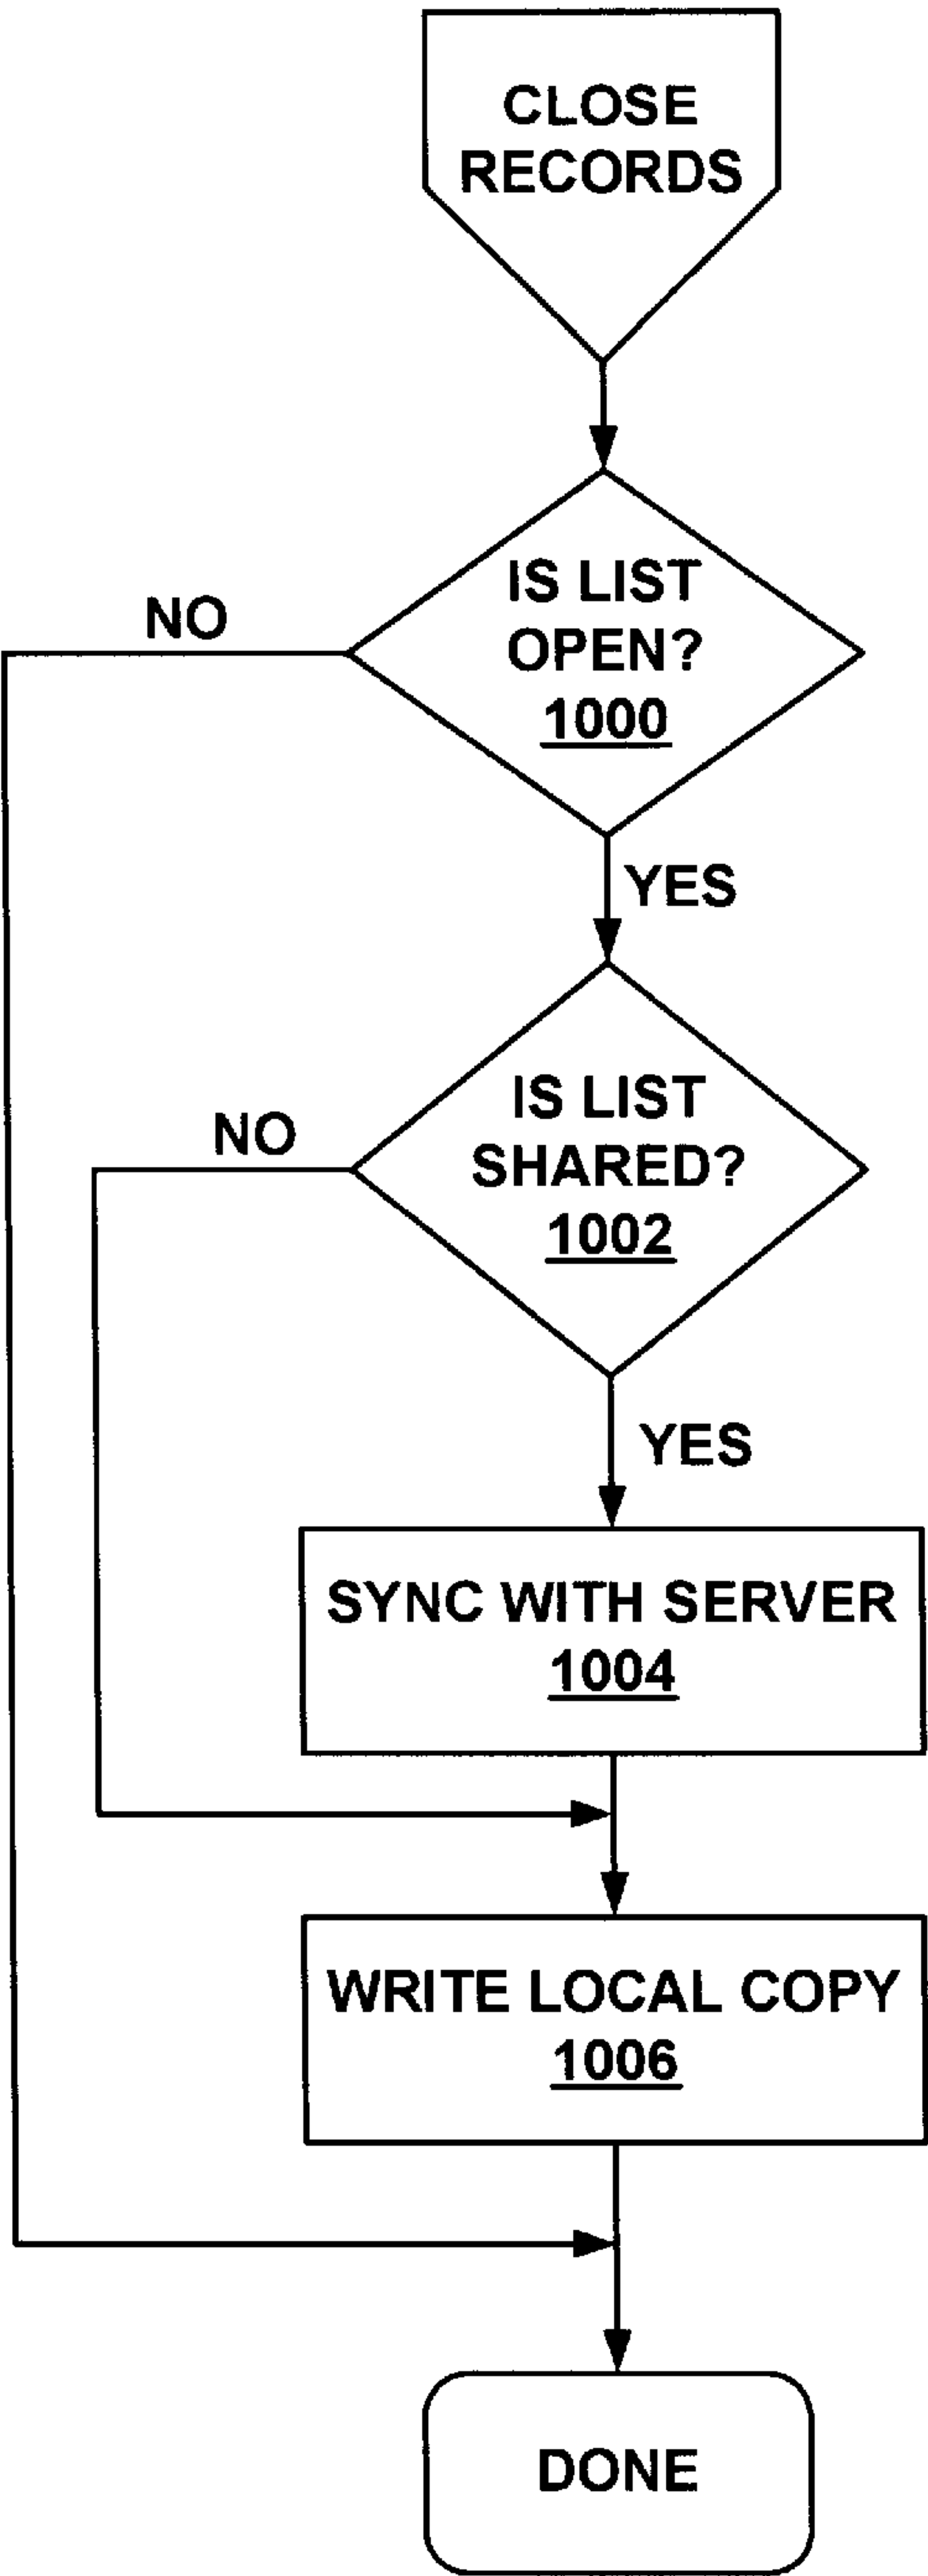 CLOSE
RECORDS
IS LIST
OPEN?
1000
NO
YES
IS LIST
SHARED?
1002
NO
YES
SYNC WITH SERVER
1004
WRITE LOCAL COPY
1006
DONE